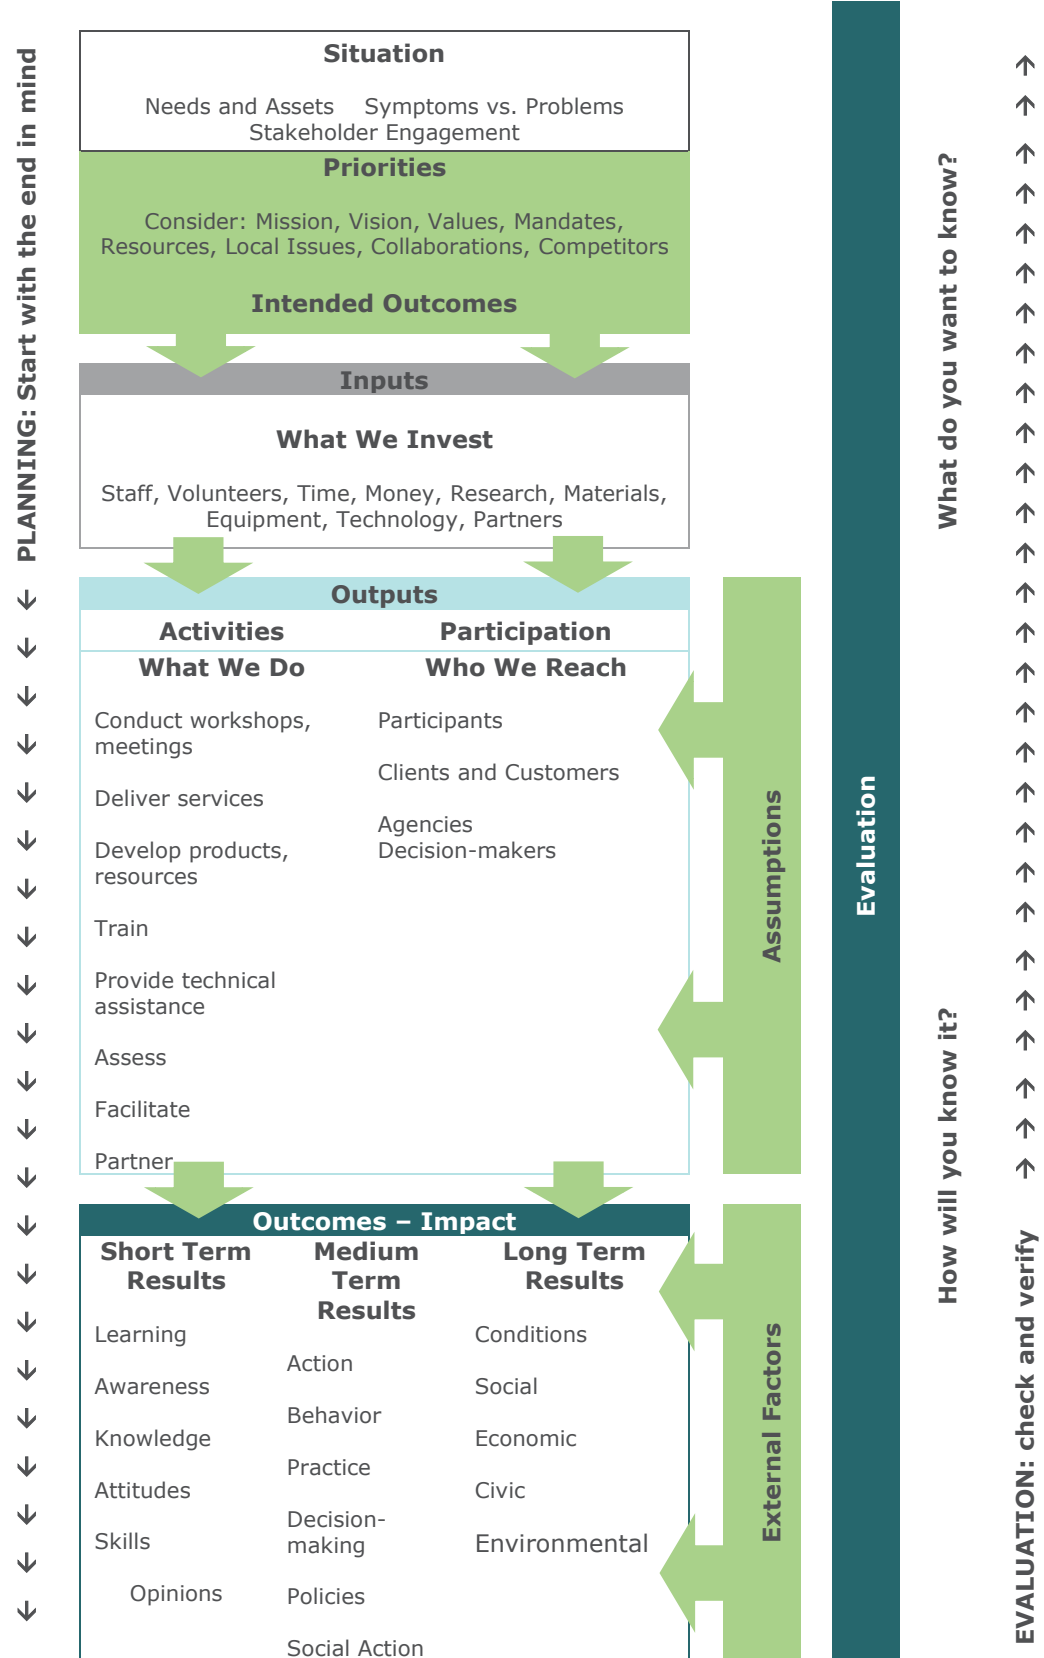 PLANNING: Start with the end in mind
Situation
Needs and Assets    Symptoms vs. Problems
Stakeholder Engagement
Priorities
Consider: Mission, Vision, Values, Mandates,
Resources, Local Issues, Collaborations, Competitors
Intended Outcomes
Inputs
What We Invest
Staff, Volunteers, Time, Money, Research, Materials,
Equipment, Technology, Partners
Outputs
Activities
What We Do
Conduct workshops,
meetings
Deliver services
Develop products,
resources
Train
Provide technical
assistance
Assess
Facilitate
Partner
Participation
Who We Reach
Participants
Clients and Customers
Agencies
Decision-makers
Assumptions
Outcomes – Impact
Short Term
Results
Learning
Awareness
Knowledge
Attitudes
Skills
Opinions
Medium
Term
Results
Action
Behavior
Practice
Decision-
making
Policies
Social Action
Long Term
Results
Conditions
Social
Economic
Civic
Environmental
External Factors
Evaluation
What do you want to know?
How will you know it?
EVALUATION: check and verify